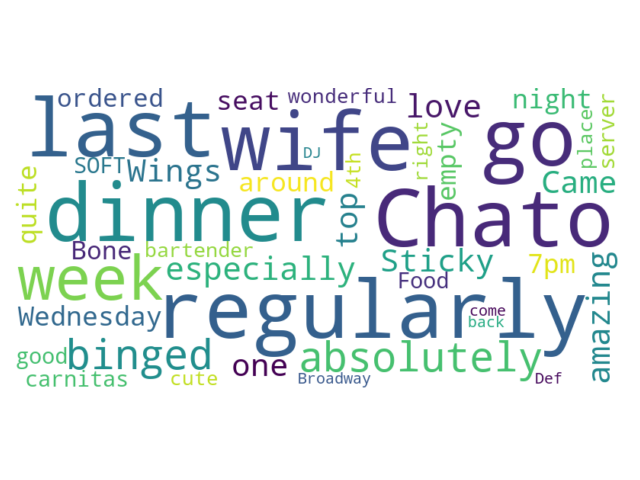 ordered seat wonderful love night
last wife go
SOFT Wings DJ 4th right empty place server
around Came
quite dinner top Chato
Bone bartender
week especially Sticky 7pm
Food amazing
Wednesday regularly come
back
good binged one absolutely
carnitas cute Broadway Def